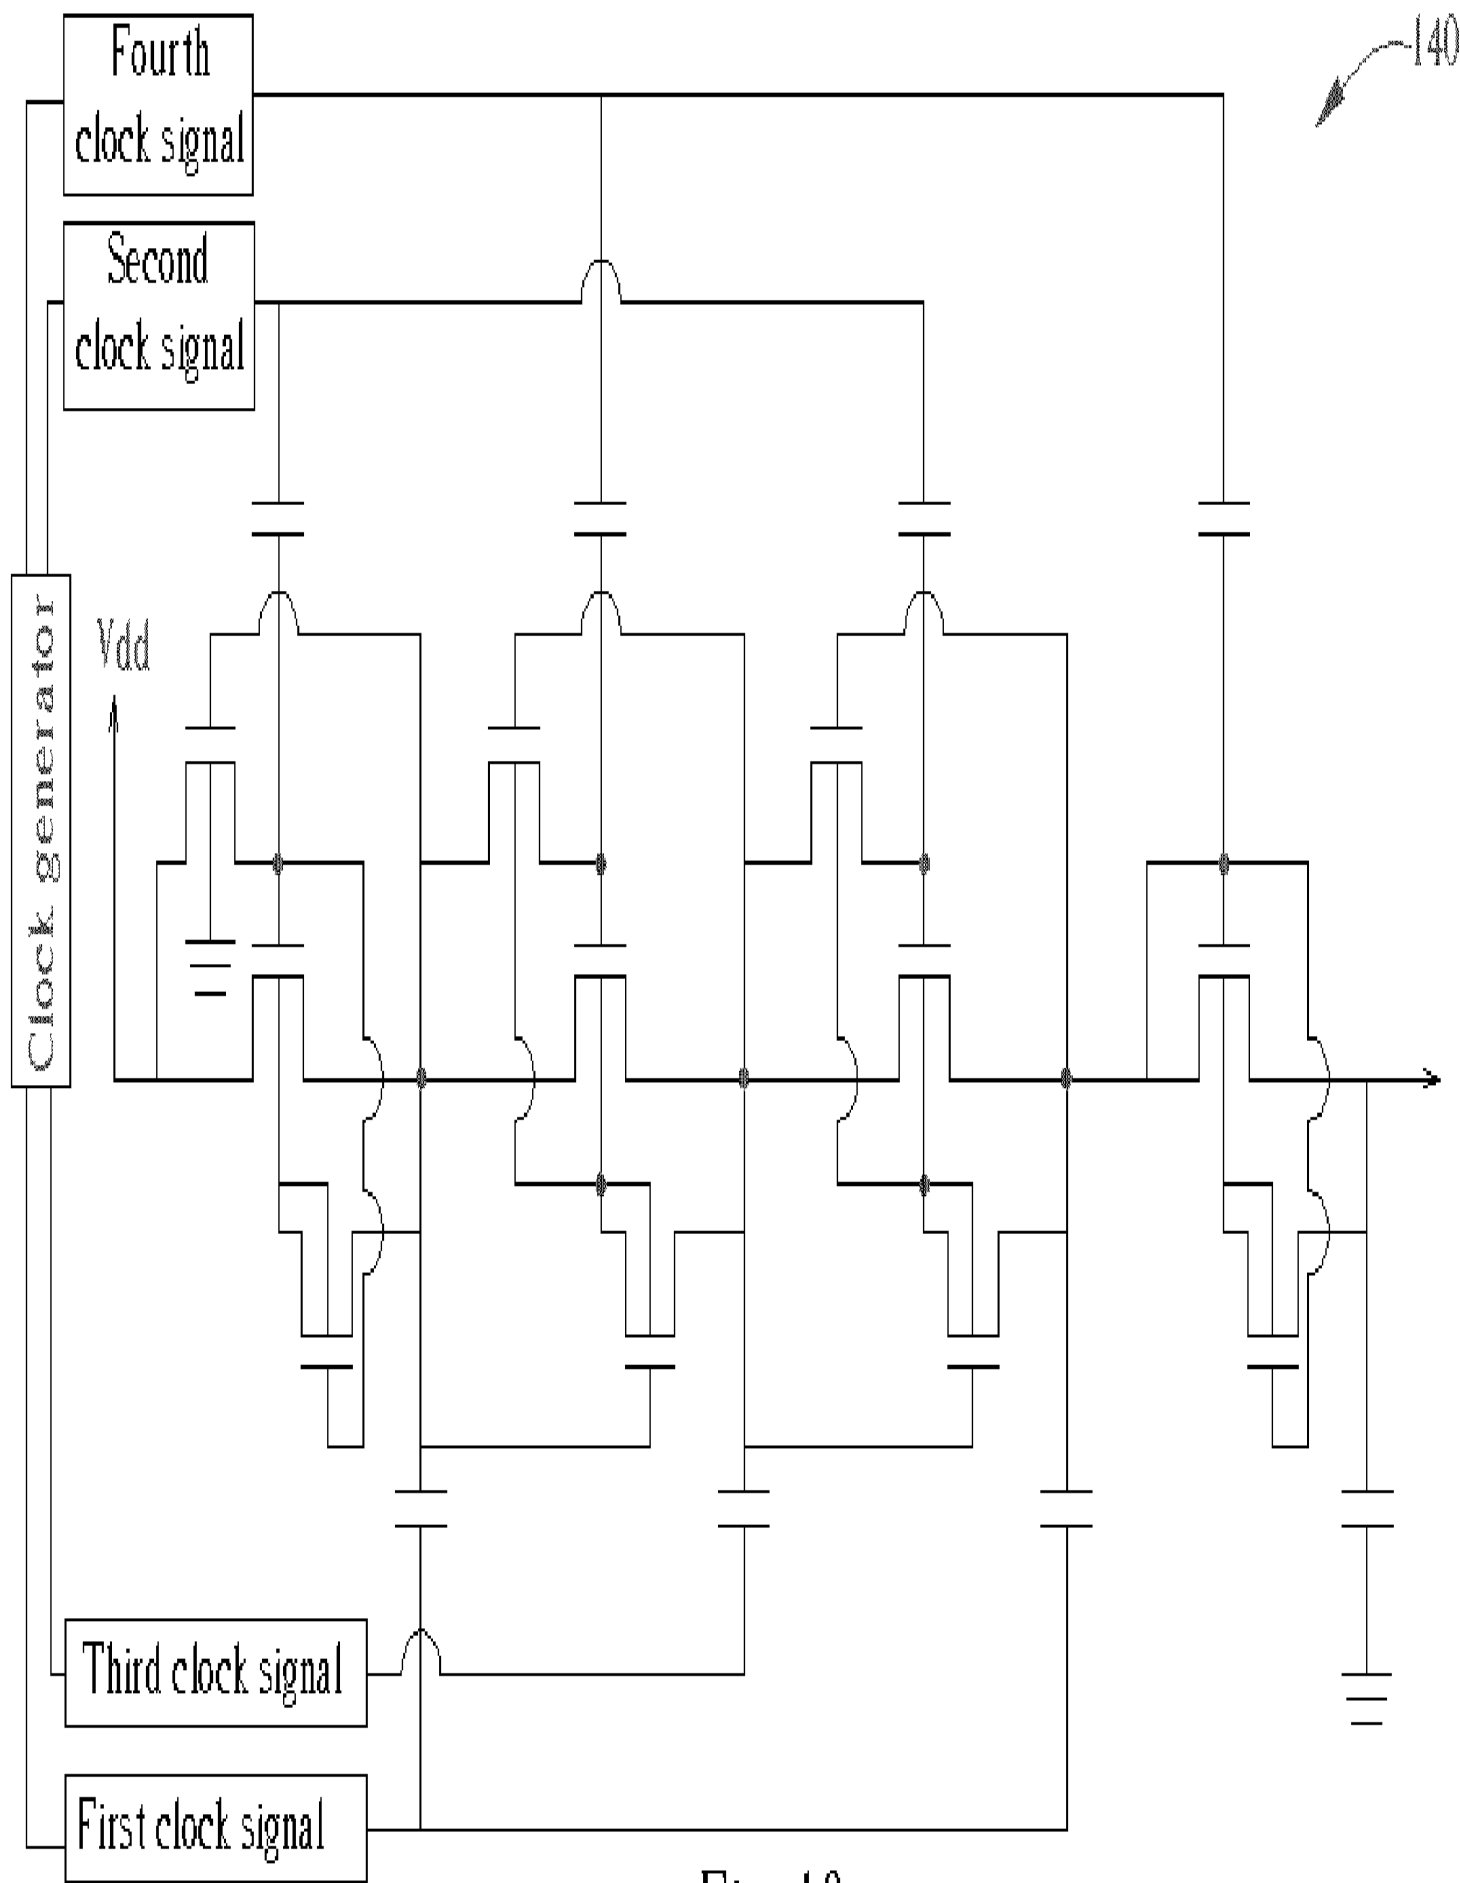 Fourth
clock signal
140
Second
clock signal
Clock generator
Vdd
Third clock signal
First clock signal